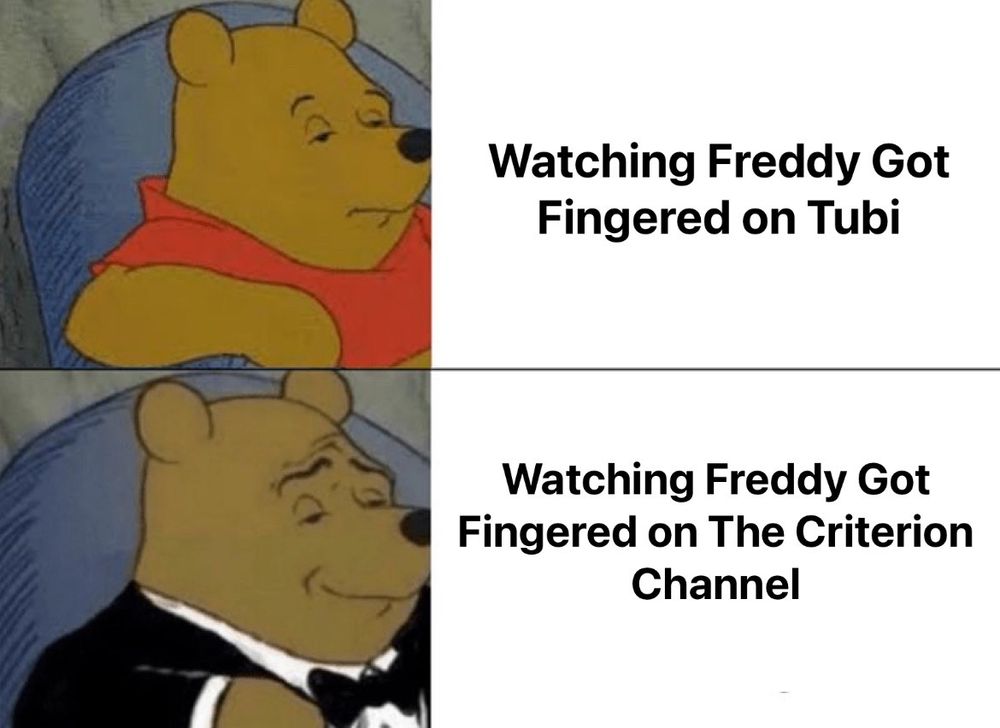 Watching Freddy Got
Fingered on Tubi
Watching Freddy Got
Fingered on The Criterion
Channel